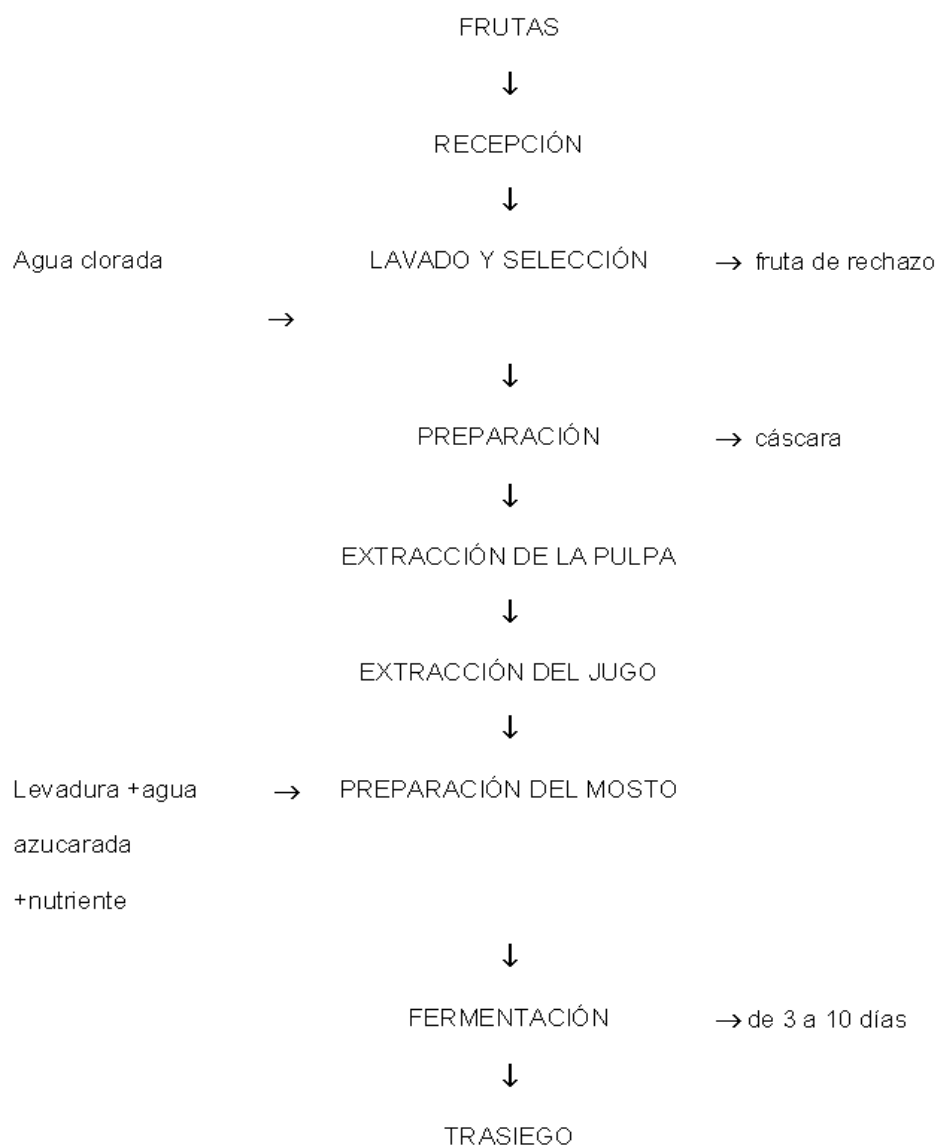 FRUTAS
↓
RECEPCIÓN
↓
Agua clorada LAVADO Y SELECCIÓN → fruta de rechazo
→
↓
PREPARACIÓN → cáscara
↓
EXTRACCIÓN DE LA PULPA
↓
EXTRACCIÓN DEL JUGO
↓
Levadura +agua → PREPARACIÓN DEL MOSTO
azucarada
+nutriente
↓
FERMENTACIÓN → de 3 a 10 días
↓
TRASIEGO